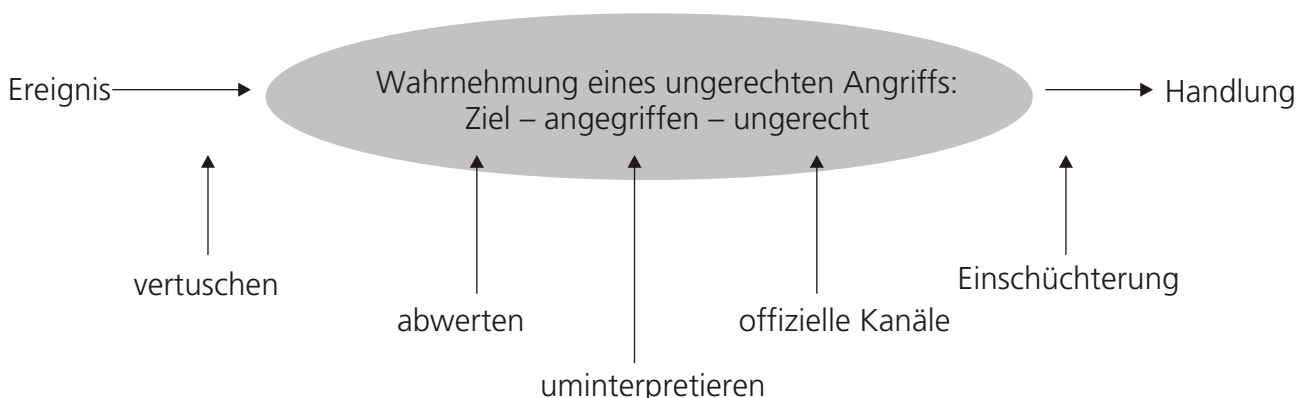 Ereignis
Wahrnehmung eines ungerechten Angriffs:
Ziel – angegriffen – ungerecht
Handlung
vertuschen
abwerten
uminterpretieren
offizielle Kanäle
Einschüchterung